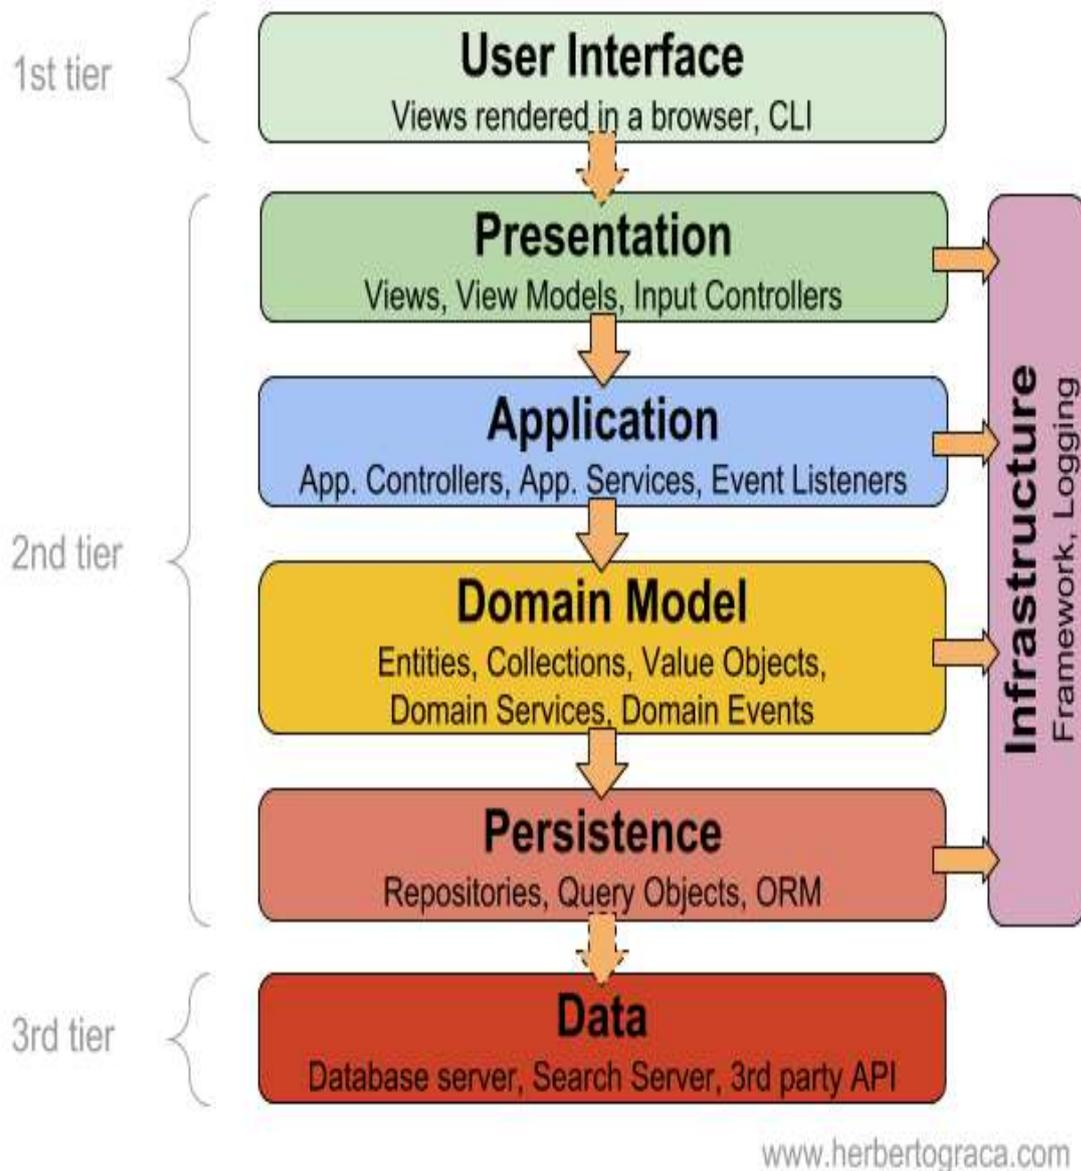 1st tier
User Interface
Views rendered in a browser, CLI
2nd tier
Presentation
Views, View Models, Input Controllers
Application
App. Controllers, App. Services, Event Listeners
Domain Model
Entities, Collections, Value Objects,
Domain Services, Domain Events
Persistence
Repositories, Query Objects, ORM
Infrastructure
Framework, Logging
3rd tier
Data
Database server, Search Server, 3rd party API
www.herbertograca.com